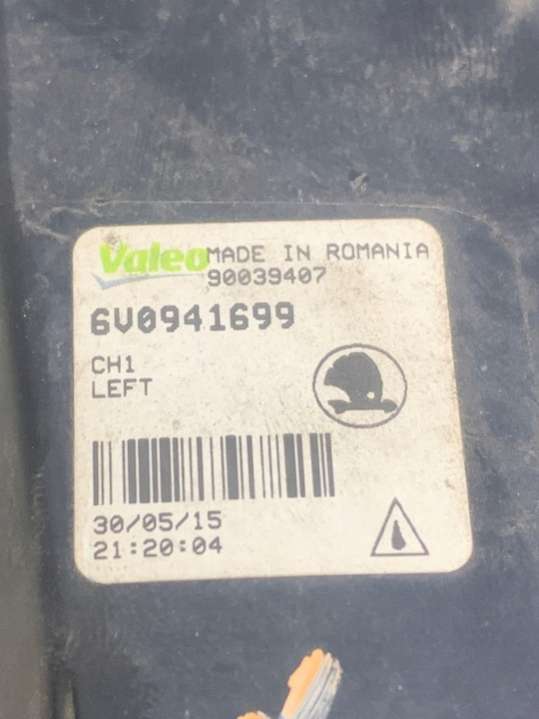 Valeo MADE IN ROMANIA
90039407
6V0941699
CH1
LEFT
30/05/15
21:20:04